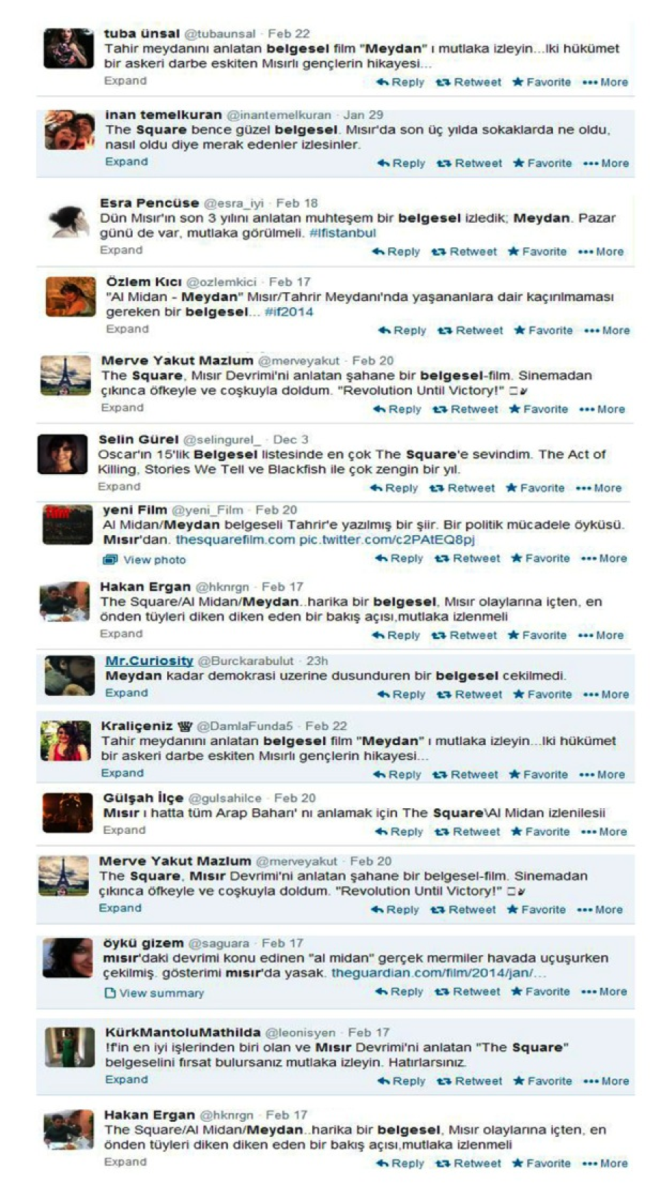 tuba ünsal @tubaunsal · Feb 22
Tahir meydanını anlatan belgesel film "Meydan" ı mutlaka izleyin...Iki hükümet
bir askeri darbe eskiten Mısırlı gençlerin hikayesi...
Expand Reply Retweet Favorite More
inan temelkuran @inantemelkuran · Jan 29
The Square bence güzel belgesel. Mısır'da son üç yılda sokaklarda ne oldu,
nasıl oldu diye merak edenler izlesinler.
Expand Reply Retweet Favorite More
Esra Pencüse @esra_iyi · Feb 18
Dün Mısır'ın son 3 yılını anlatan muhteşem bir belgesel izledik; Meydan. Pazar
günü de var, mutlaka görülmeli. #Ifistanbul
Expand Reply Retweet Favorite More
Özlem Kıcı @ozlemkici · Feb 17
"Al Midan - Meydan" Mısır/Tahrir Meydanı'nda yaşananlara dair kaçırılmaması
gereken bir belgesel... #if2014
Expand Reply Retweet Favorite More
Merve Yakut Mazlum @merveyakut · Feb 20
The Square, Mısır Devrimi'ni anlatan şahane bir belgesel-film. Sinemadan
çıkınca öfkeyle ve coşkuyla doldum. "Revolution Until Victory!"
Expand Reply Retweet Favorite More
Selin Gürel @selingurel_ · Dec 3
Oscar'ın 15'lik Belgesel listesinde en çok The Square'e sevindim. The Act of
Killing, Stories We Tell ve Blackfish ile çok zengin bir yıl.
Expand Reply Retweet Favorite More
yeni Film @yeni_Film · Feb 20
Al Midan/Meydan belgeseli Tahrir'e yazılmış bir şiir. Bir politik mücadele öyküsü.
Mısır'dan. thesquarefilm.com pic.twitter.com/c2PAtEQ8pj
View photo Reply Retweet Favorite More
Hakan Ergan @hknrgn · Feb 17
The Square/Al Midan/Meydan..harika bir belgesel, Mısır olaylarına içten, en
önden tüyleri diken diken eden bir bakış açısı,mutlaka izlenmeli
Expand Reply Retweet Favorite More
Mr.Curiosity @Burckarabulut · 23h
Meydan kadar demokrasi uzerine dusunduren bir belgesel cekilmedi.
Expand Reply Retweet Favorite More
Kraliçeniz @DamlaFunda5 · Feb 22
Tahir meydanını anlatan belgesel film "Meydan" ı mutlaka izleyin...Iki hükümet
bir askeri darbe eskiten Mısırlı gençlerin hikayesi...
Expand Reply Retweet Favorite More
Gülşah İlçe @gulsahilce · Feb 20
Mısır ı hatta tüm Arap Baharı' nı anlamak için The Square\Al Midan izlenilesii
Expand Reply Retweet Favorite More
Merve Yakut Mazlum @merveyakut · Feb 20
The Square, Mısır Devrimi'ni anlatan şahane bir belgesel-film. Sinemadan
çıkınca öfkeyle ve coşkuyla doldum. "Revolution Until Victory!"
Expand Reply Retweet Favorite More
öykü gizem @saguara · Feb 17
mısır'daki devrimi konu edinen "al midan" gerçek mermiler havada uçuşurken
çekilmiş. gösterimi mısır'da yasak. theguardian.com/film/2014/jan/...
View summary Reply Retweet Favorite More
KürkMantoluMathilda @leonisyen · Feb 17
!f'in en iyi işlerinden biri olan ve Mısır Devrimi'ni anlatan "The Square"
belgeselini fırsat bulursanız mutlaka izleyin. Hatırlarsınız.
Expand Reply Retweet Favorite More
Hakan Ergan @hknrgn · Feb 17
The Square/Al Midan/Meydan..harika bir belgesel, Mısır olaylarına içten, en
önden tüyleri diken diken eden bir bakış açısı,mutlaka izlenmeli
Expand Reply Retweet Favorite More